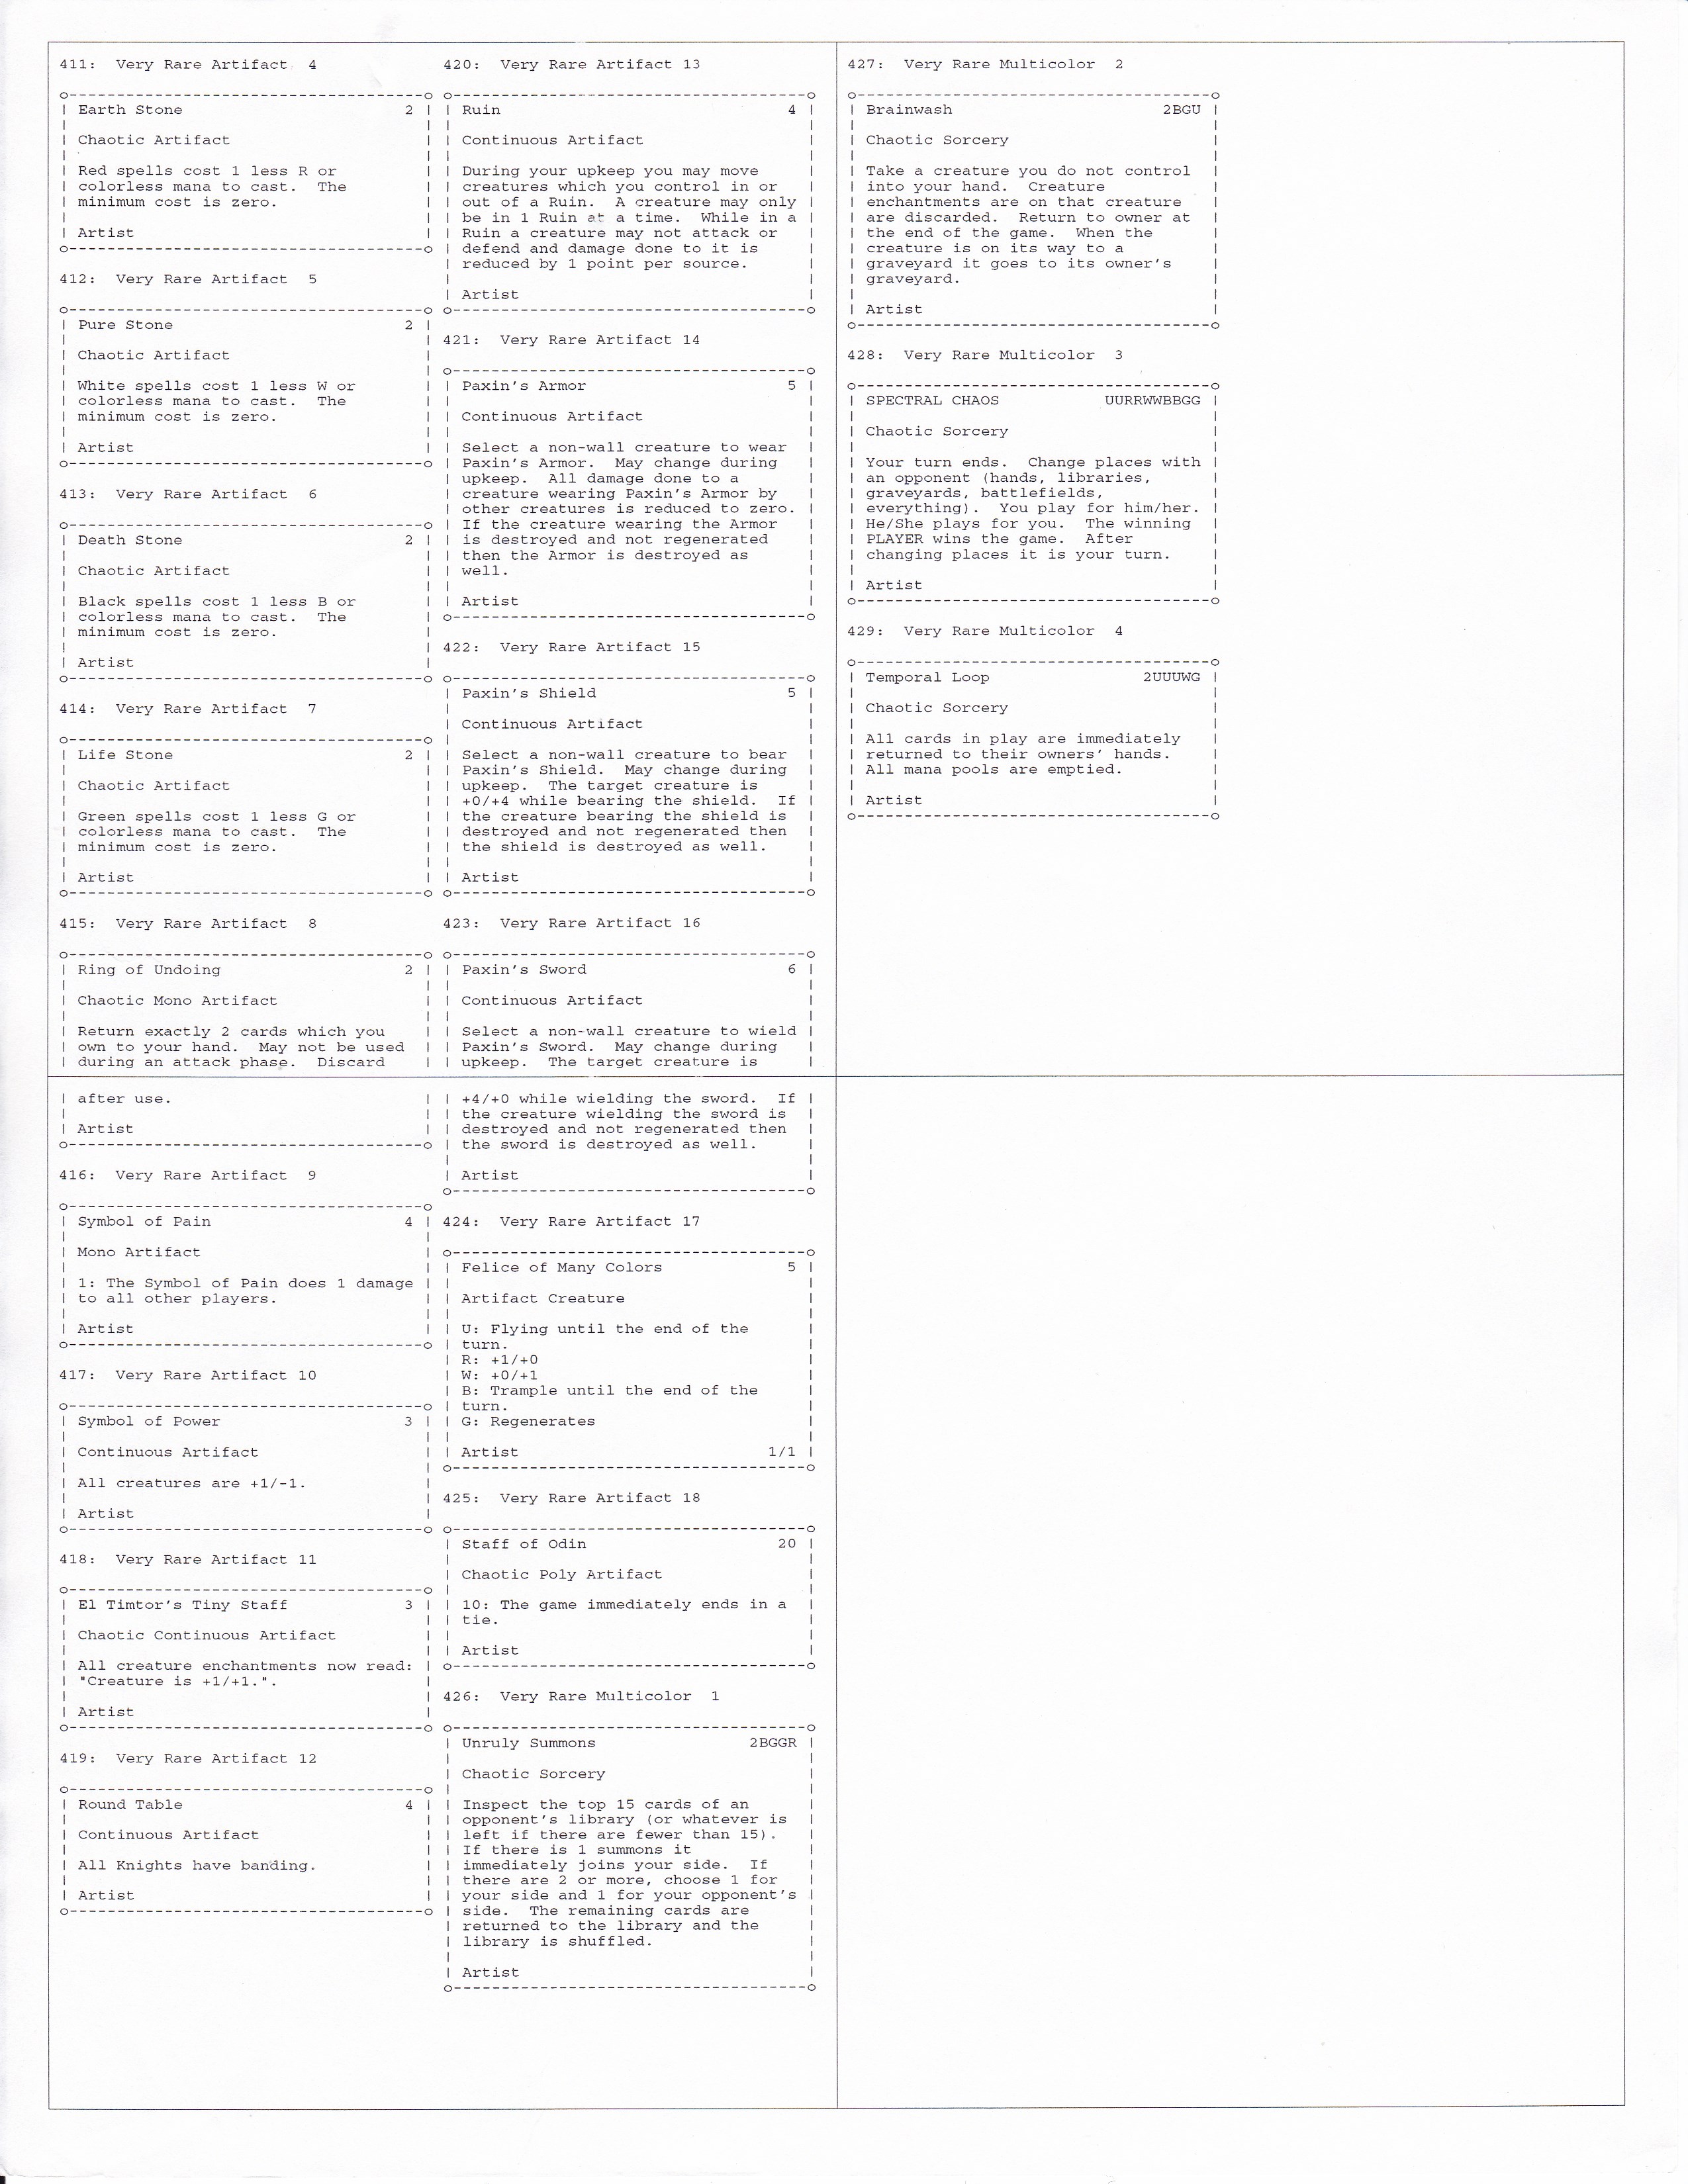 411:  Very Rare Artifact  4
Earth Stone 2
Chaotic Artifact
Red spells cost 1 less R or
colorless mana to cast.  The
minimum cost is zero.
Artist
412:  Very Rare Artifact  5
Pure Stone 2
Chaotic Artifact
White spells cost 1 less W or
colorless mana to cast.  The
minimum cost is zero.
Artist
413:  Very Rare Artifact  6
Death Stone 2
Chaotic Artifact
Black spells cost 1 less B or
colorless mana to cast.  The
minimum cost is zero.
Artist
414:  Very Rare Artifact  7
Life Stone 2
Chaotic Artifact
Green spells cost 1 less G or
colorless mana to cast.  The
minimum cost is zero.
Artist
415:  Very Rare Artifact  8
Ring of Undoing 2
Chaotic Mono Artifact
Return exactly 2 cards which you
own to your hand.  May not be used
during an attack phase.  Discard
after use.
Artist
416:  Very Rare Artifact  9
Symbol of Pain 4
Mono Artifact
1: The Symbol of Pain does 1 damage
to all other players.
Artist
417:  Very Rare Artifact 10
Symbol of Power 3
Continuous Artifact
All creatures are +1/-1.
Artist
418:  Very Rare Artifact 11
El Timtor's Tiny Staff 3
Chaotic Continuous Artifact
All creature enchantments now read:
"Creature is +1/+1.".
Artist
419:  Very Rare Artifact 12
Round Table 4
Continuous Artifact
All Knights have banding.
Artist
420:  Very Rare Artifact 13
Ruin 4
Continuous Artifact
During your upkeep you may move
creatures which you control in or
out of a Ruin.  A creature may only
be in 1 Ruin at a time.  While in a
Ruin a creature may not attack or
defend and damage done to it is
reduced by 1 point per source.
Artist
421:  Very Rare Artifact 14
Paxin's Armor 5
Continuous Artifact
Select a non-wall creature to wear
Paxin's Armor.  May change during
upkeep.  All damage done to a
creature wearing Paxin's Armor by
other creatures is reduced to zero.
If the creature wearing the Armor
is destroyed and not regenerated
then the Armor is destroyed as
well.
Artist
422:  Very Rare Artifact 15
Paxin's Shield 5
Continuous Artifact
Select a non-wall creature to bear
Paxin's Shield.  May change during
upkeep.  The target creature is
+0/+4 while bearing the shield.  If
the creature bearing the shield is
destroyed and not regenerated then
the shield is destroyed as well.
Artist
423:  Very Rare Artifact 16
Paxin's Sword 6
Continuous Artifact
Select a non-wall creature to wield
Paxin's Sword.  May change during
upkeep.  The target creature is
+4/+0 while wielding the sword.  If
the creature wielding the sword is
destroyed and not regenerated then
the sword is destroyed as well.
Artist
424:  Very Rare Artifact 17
Felice of Many Colors 5
Artifact Creature
U: Flying until the end of the
turn.
R: +1/+0
W: +0/+1
B: Trample until the end of the
turn.
G: Regenerates
Artist 1/1
425:  Very Rare Artifact 18
Staff of Odin 20
Chaotic Poly Artifact
10: The game immediately ends in a
tie.
Artist
426:  Very Rare Multicolor  1
Unruly Summons 2BGGR
Chaotic Sorcery
Inspect the top 15 cards of an
opponent's library (or whatever is
left if there are fewer than 15).
If there is 1 summons it
immediately joins your side.  If
there are 2 or more, choose 1 for
your side and 1 for your opponent's
side.  The remaining cards are
returned to the library and the
library is shuffled.
Artist
427:  Very Rare Multicolor  2
Brainwash 2BGU
Chaotic Sorcery
Take a creature you do not control
into your hand.  Creature
enchantments are on that creature
are discarded.  Return to owner at
the end of the game.  When the
creature is on its way to a
graveyard it goes to its owner's
graveyard.
Artist
428:  Very Rare Multicolor  3
SPECTRAL CHAOS UURRWWBBGG
Chaotic Sorcery
Your turn ends.  Change places with
an opponent (hands, libraries,
graveyards, battlefields,
everything).  You play for him/her.
He/She plays for you.  The winning
PLAYER wins the game.  After
changing places it is your turn.
Artist
429:  Very Rare Multicolor  4
Temporal Loop 2UUUWG
Chaotic Sorcery
All cards in play are immediately
returned to their owners' hands.
All mana pools are emptied.
Artist